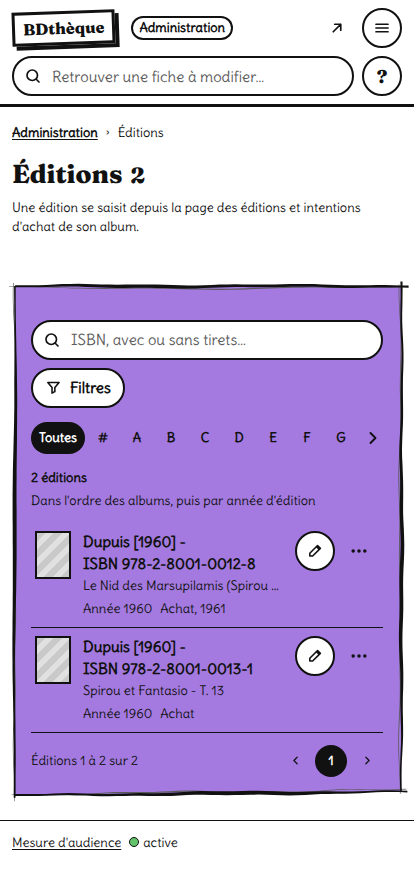 BDthèque
Administration
Retrouver une fiche à modifier...
?
Administration › Éditions
Éditions 2
Une édition se saisit depuis la page des éditions et intentions
d'achat de son album.
ISBN, avec ou sans tirets...
Filtres
Toutes # A B C D E F G
2 éditions
Dans l'ordre des albums, puis par année d'édition
Dupuis [1960] -
ISBN 978-2-8001-0012-8
Le Nid des Marsupilamis (Spirou ...
Année 1960 Achat, 1961
Dupuis [1960] -
ISBN 978-2-8001-0013-1
Spirou et Fantasio - T. 13
Année 1960 Achat
Éditions 1 à 2 sur 2
‹ 1 ›
Mesure d'audience active